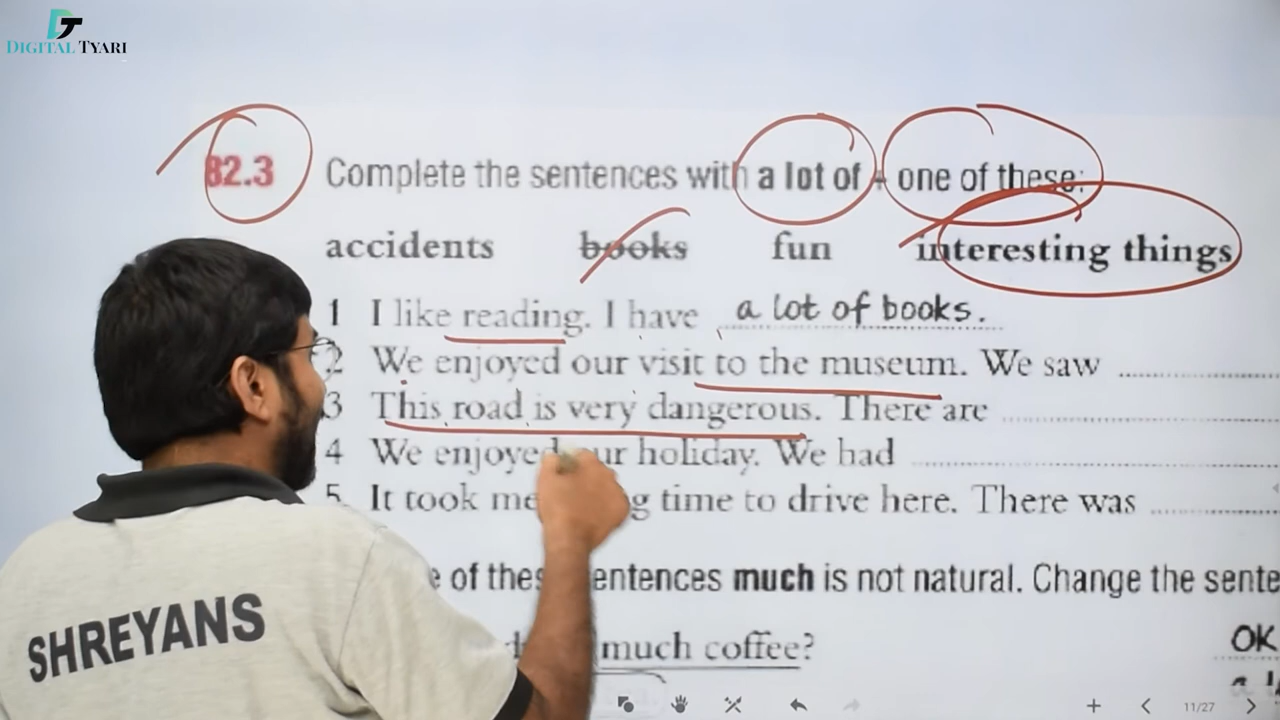 DIGITAL TYARI
82.3 Complete the sentences with a lot of + one of these:
accidents books fun interesting things
1 I like reading. I have a lot of books.
2 We enjoyed our visit to the museum. We saw
3 This road is very dangerous. There are
4 We enjoyed our holiday. We had
5 It took me time to drive here. There was
of these sentences much is not natural. Change the
much coffee? OK
SHREYANS
11/27